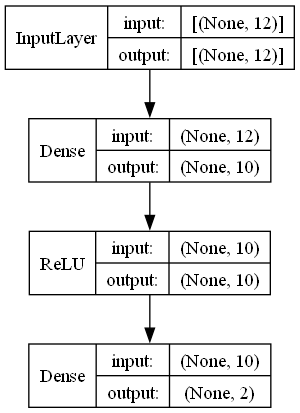 InputLayer input: [(None, 12)]
output: [(None, 12)]
Dense input: (None, 12)
output: (None, 10)
ReLU input: (None, 10)
output: (None, 10)
Dense input: (None, 10)
output: (None, 2)